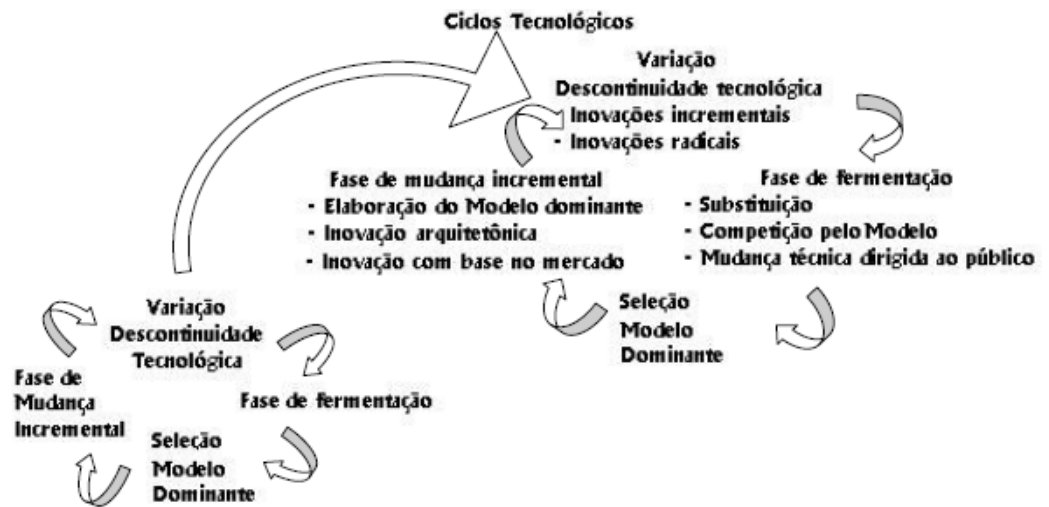 Ciclos Tecnológicos
Variação
Descontinuidade tecnológica
- Inovações incrementais
- Inovações radicais
Fase de mudança incremental
- Elaboração do Modelo dominante
- Inovação arquitetônica
- Inovação com base no mercado
Fase de fermentação
- Substituição
- Competição pelo Modelo
- Mudança técnica dirigida ao público
Seleção
Modelo
Dominante
Variação
Descontinuidade
Tecnológica
Fase de
Mudança
Incremental
Fase de fermentação
Seleção
Modelo
Dominante